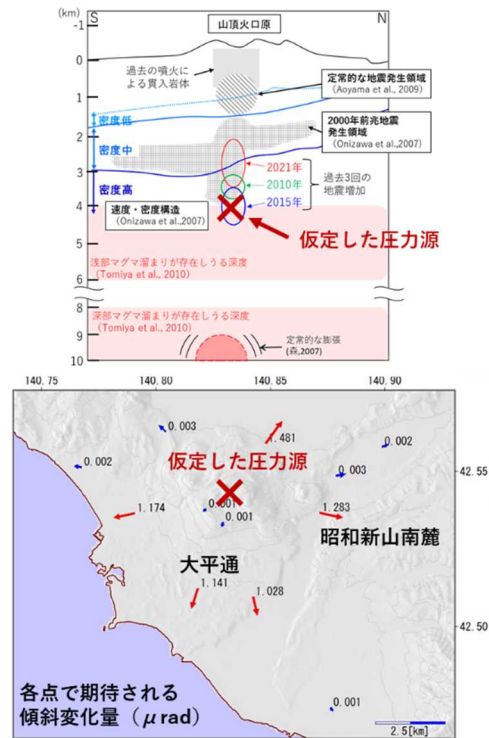 (km)
S
N
山頂火口原
-1
0
1
2
3
4
5
6
8
9
10
過去の噴火に
よる貫入岩体
定常的な地震発生領域
(Aoyama et al., 2009)
密度低
密度中
密度高
2000年前兆地震
発生領域
(Onizawa et al., 2007)
2021年
2010年
2015年
過去3回の
地震増加
速度・密度構造
(Onizawa et al.,2007)
仮定した圧力源
浅部マグマ溜まりが存在しうる深度
(Tomiya et al., 2010)
深部マグマ溜まりが存在しうる深度
(Tomiya et al., 2010)
定常的な膨張
(森,2007)
140.75
140.80
140.85
140.90
0.003
1.481
0.002
0.002
仮定した圧力源
0.003
42.55
0.001
1.174
0.001
1.283
昭和新山南麓
大平通
1.141
1.028
42.50
各点で期待される
傾斜変化量（μrad）
0.001
2.5[km]